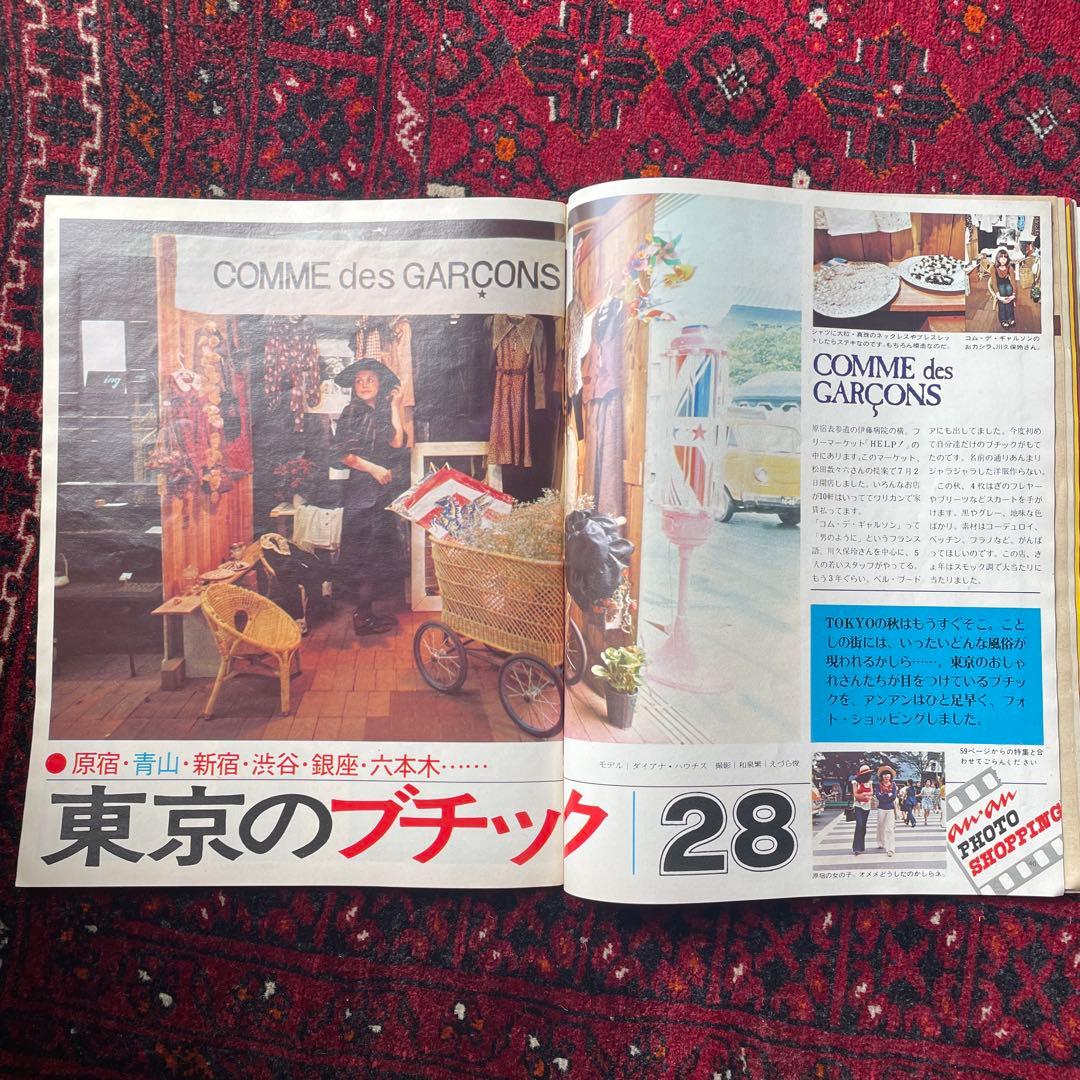 COMME des GARÇONS
ing
●原宿・青山・新宿・渋谷・銀座・六本木……
東京のブチック 28
モデル｜ダイアナ・ハウチス 撮影｜和泉繁｜えづら俊
シャツに大粒・真珠のネックレスやブレスレッ
トしたらステキなのです。もちろん模造なのだ。
コム・デ・ギャルソンの
おカシラ、川久保玲さん。
COMME des
GARÇONS
原宿表参道の伊藤病院の横、フ
リーマーケット「HELP！」の
中にあります。このマーケット、
松田数々六さんの提案で7月2
日開店しました。いろんなお店
が10軒はいっててワリカンで家
賃払ってます。
「コム・デ・ギャルソン」って
「男のように」というフランス
語。川久保玲さんを中心に、5
人の若いスタッフがやってる。
もう3年ぐらい、ベル・ブード
アにも出してました。今度初め
て自分達だけのブチックがもて
たのです。名前の通りあんまり
ジャラジャラした洋服作らない。
この秋、4枚はぎのフレヤー
やプリーツなどスカートを手が
けます。黒やグレー、地味な色
ばかり。素材はコーデュロイ、
ベッチン、フラノなど。がんば
ってほしいのです。この店、き
ょ年はスモック調で大当たりに
当たりました。
TOKYOの秋はもうすぐそこ。こと
しの街には、いったいどんな風俗が
現われるかしら……。東京のおしゃ
れさんたちが目をつけているブチッ
クを、アンアンはひと足早く、フォ
ト・ショッピングしました。
59ページからの特集と合
わせてごらんください
an・an
PHOTO
SHOPPING
原宿の女の子。オメメどうしたのかしらネ。